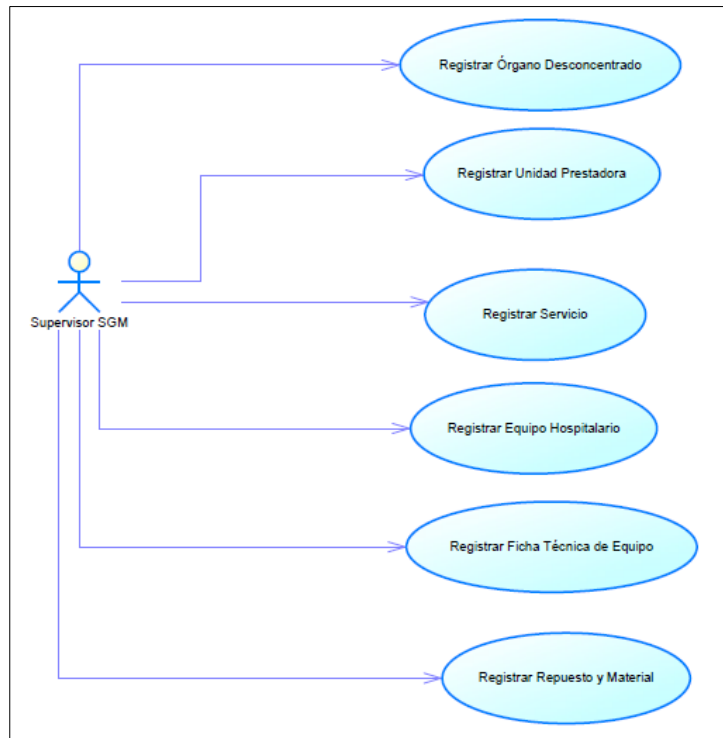 Registrar Órgano Desconcentrado
Registrar Unidad Prestadora
Supervisor SGM
Registrar Servicio
Registrar Equipo Hospitalario
Registrar Ficha Técnica de Equipo
Registrar Repuesto y Material